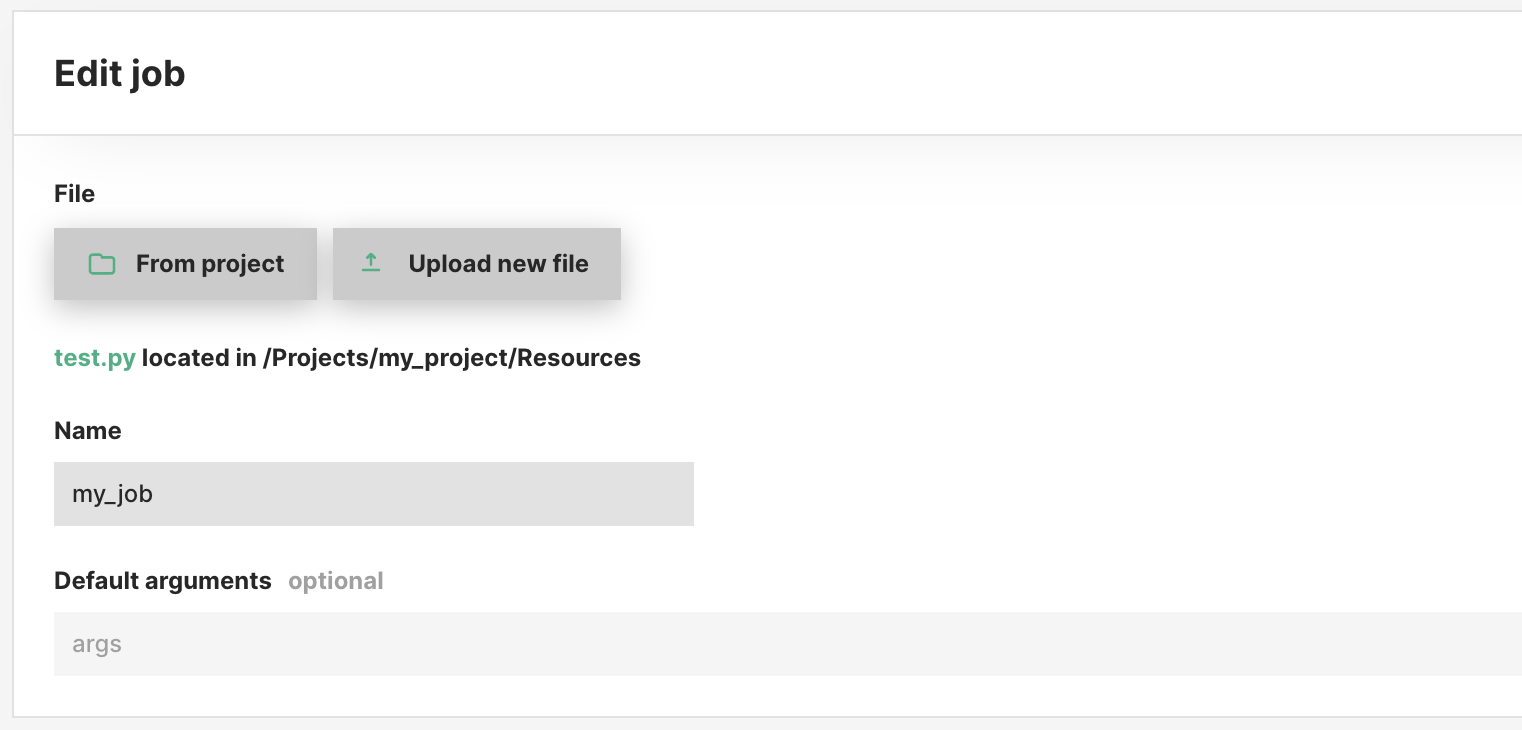 Edit job
File
From project Upload new file
test.py located in /Projects/my_project/Resources
Name
my_job
Default arguments optional
args